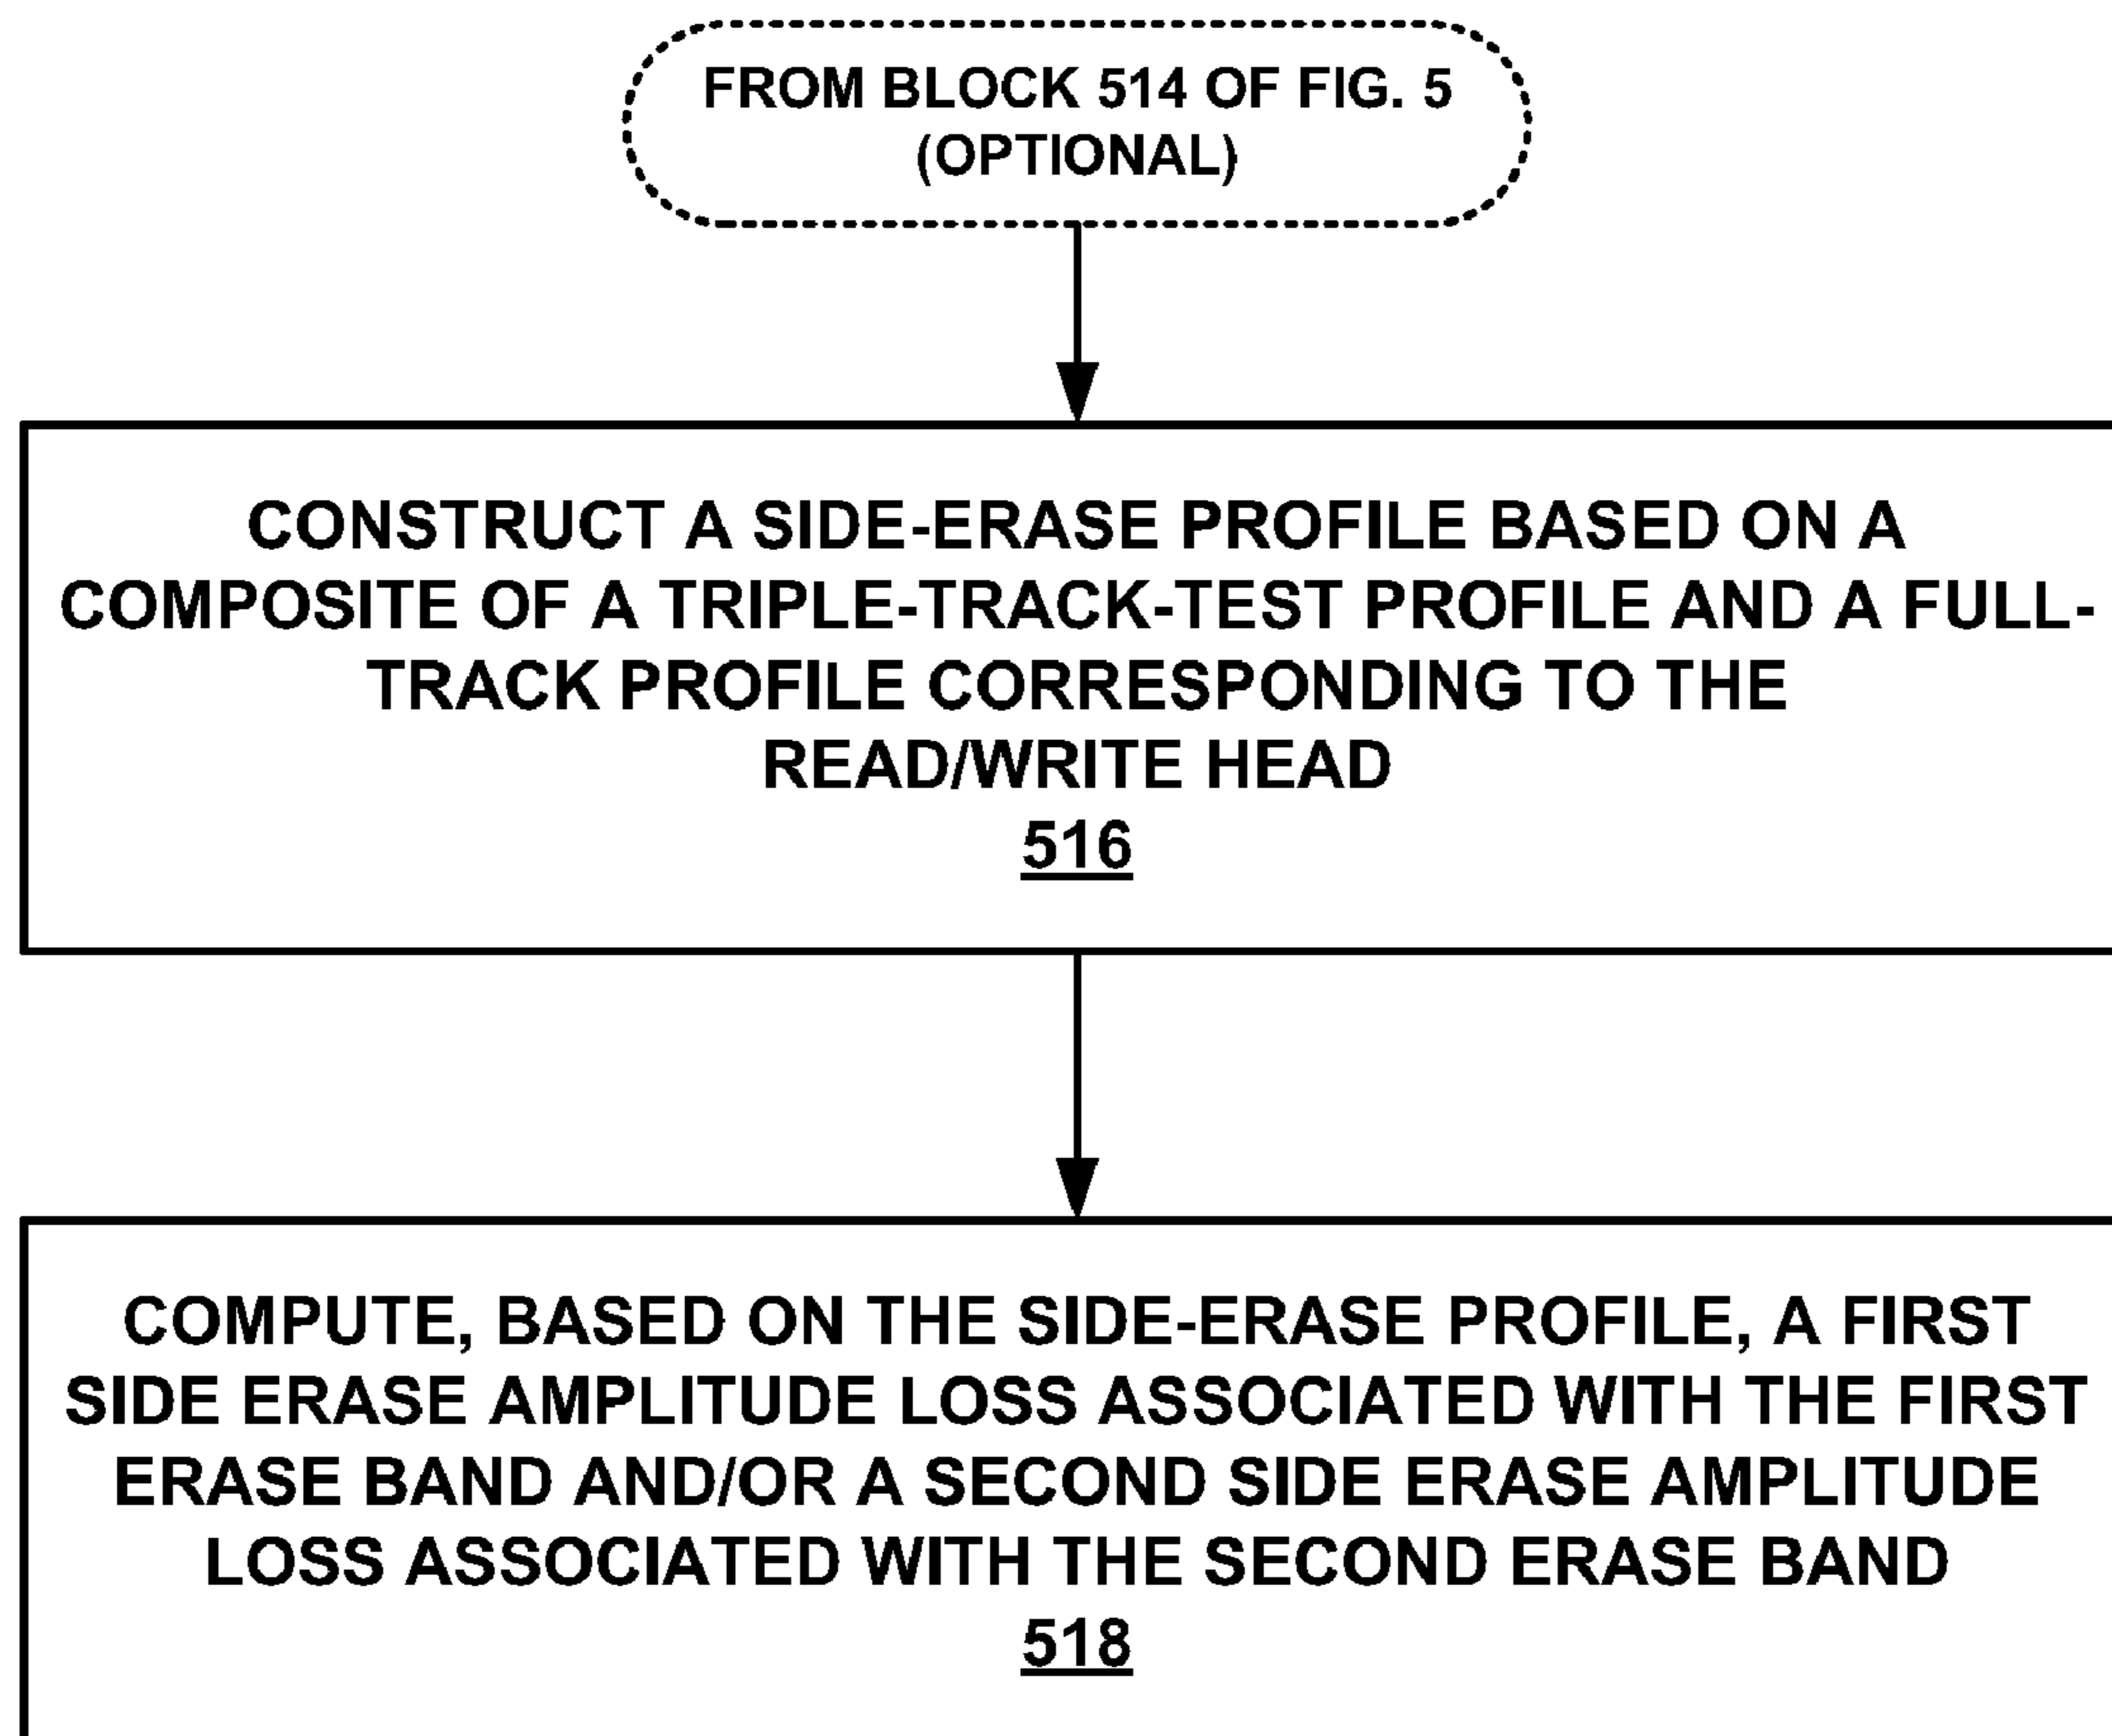 FROM BLOCK 514 OF FIG. 5
(OPTIONAL)
CONSTRUCT A SIDE-ERASE PROFILE BASED ON A
COMPOSITE OF A TRIPLE-TRACK-TEST PROFILE AND A FULL-
TRACK PROFILE CORRESPONDING TO THE
READ/WRITE HEAD
516
COMPUTE, BASED ON THE SIDE-ERASE PROFILE, A FIRST
SIDE ERASE AMPLITUDE LOSS ASSOCIATED WITH THE FIRST
ERASE BAND AND/OR A SECOND SIDE ERASE AMPLITUDE
LOSS ASSOCIATED WITH THE SECOND ERASE BAND
518